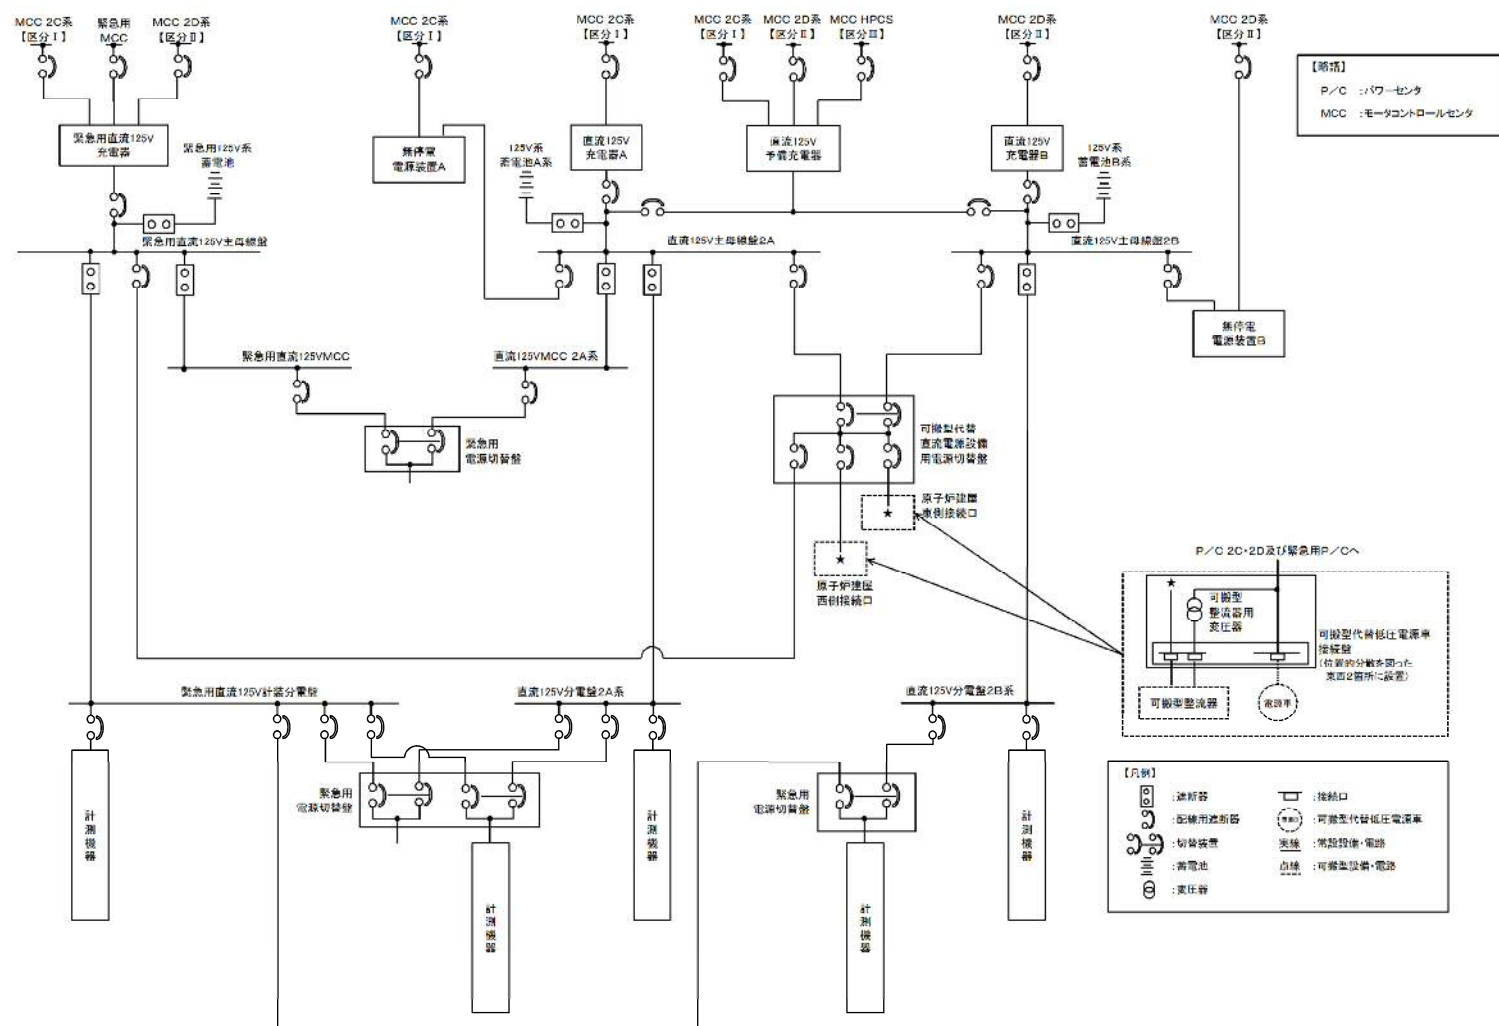 MCC 2C系
【区分Ⅰ】
緊急用
MCC
MCC 2D系
【区分Ⅱ】
MCC 2C系
【区分Ⅰ】
MCC 2C系
【区分Ⅰ】
MCC 2C系
【区分Ⅰ】
MCC 2D系
【区分Ⅱ】
MCC HPCS
【区分Ⅲ】
MCC 2D系
【区分Ⅱ】
MCC 2D系
【区分Ⅱ】
【略語】
P/C :パワーセンタ
MCC :モータコントロールセンタ
緊急用直流125V
充電器
緊急用125V系
蓄電池
無停電
電源装置A
125V系
蓄電池A系
直流125V
充電器A
直流125V
予備充電器
直流125V
充電器B
125V系
蓄電池B系
緊急用直流125V主母線盤
直流125V主母線盤2A
直流125V主母線盤2B
無停電
電源装置B
緊急用直流125VMCC
直流125VMCC 2A系
緊急用
電源切替盤
可搬型代替
直流電源設備
用電源切替盤
原子炉建屋
東側接続口
★
★
原子炉建屋
西側接続口
P/C 2C・2D及び緊急用P/Cへ
★
可搬型
整流器用
変圧器
可搬型代替低圧電源車
接続盤
(位置的分散を図った
東西2箇所に設置)
可搬型整流器
電源車
緊急用直流125V計装分電盤
直流125V分電盤2A系
直流125V分電盤2B系
緊急用
電源切替盤
緊急用
電源切替盤
計測機器
計測機器
計測機器
計測機器
計測機器
【凡例】
:遮断器
:配線用遮断器
:切替装置
:蓄電池
:変圧器
:接続口
:可搬型代替低圧電源車
実線 :常設設備・電路
点線 :可搬型設備・電路